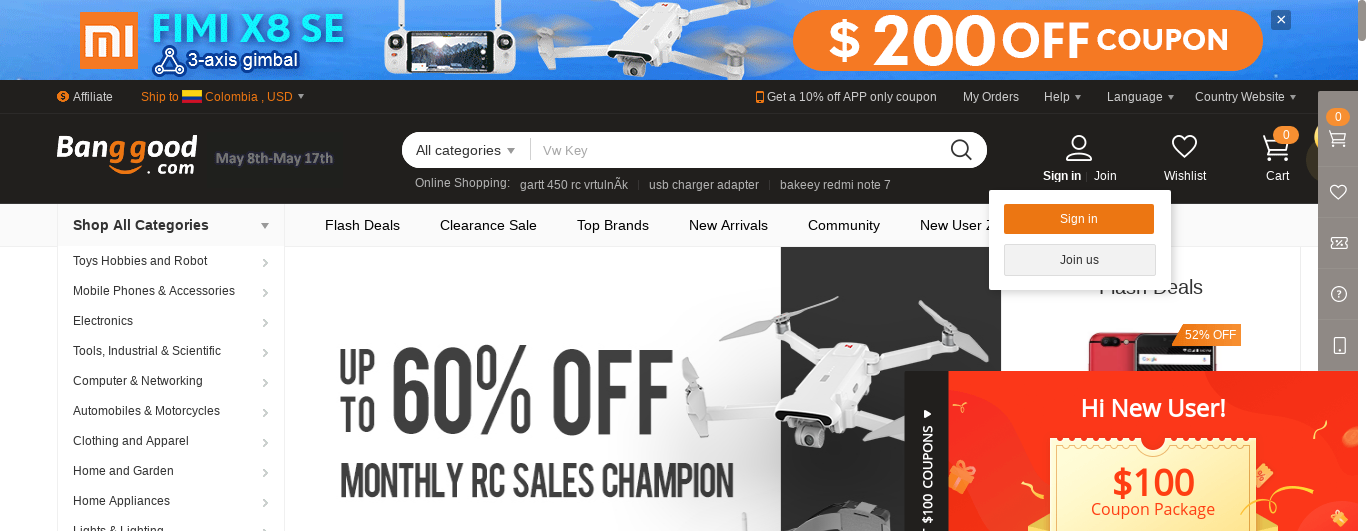 FIMI X8 SE
3-axis gimbal
$200 OFF COUPON
×
Affiliate
Ship to Colombia , USD
Get a 10% off APP only coupon
My Orders
Help
Language
Country Website
0
Banggood.com
May 8th-May 17th
All categories
Vw Key
0
Online Shopping:
gartt 450 rc vrtulnÃk
usb charger adapter
bakeey redmi note 7
Sign in
Join
Wishlist
Cart
Shop All Categories
Flash Deals
Clearance Sale
Top Brands
New Arrivals
Community
New User
Sign in
Join us
Toys Hobbies and Robot
Mobile Phones & Accessories
Electronics
Tools, Industrial & Scientific
Computer & Networking
Automobiles & Motorcycles
Clothing and Apparel
Home and Garden
Home Appliances
Lights & Lighting
UP TO 60% OFF
MONTHLY RC SALES CHAMPION
Flash Deals
52% OFF
$100 COUPONS
Hi New User!
$100
Coupon Package